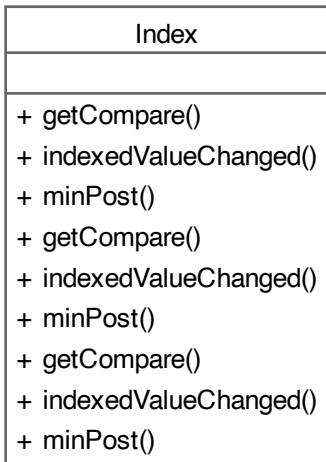 Index
+ getCompare()
+ indexedValueChanged()
+ minPost()
+ getCompare()
+ indexedValueChanged()
+ minPost()
+ getCompare()
+ indexedValueChanged()
+ minPost()